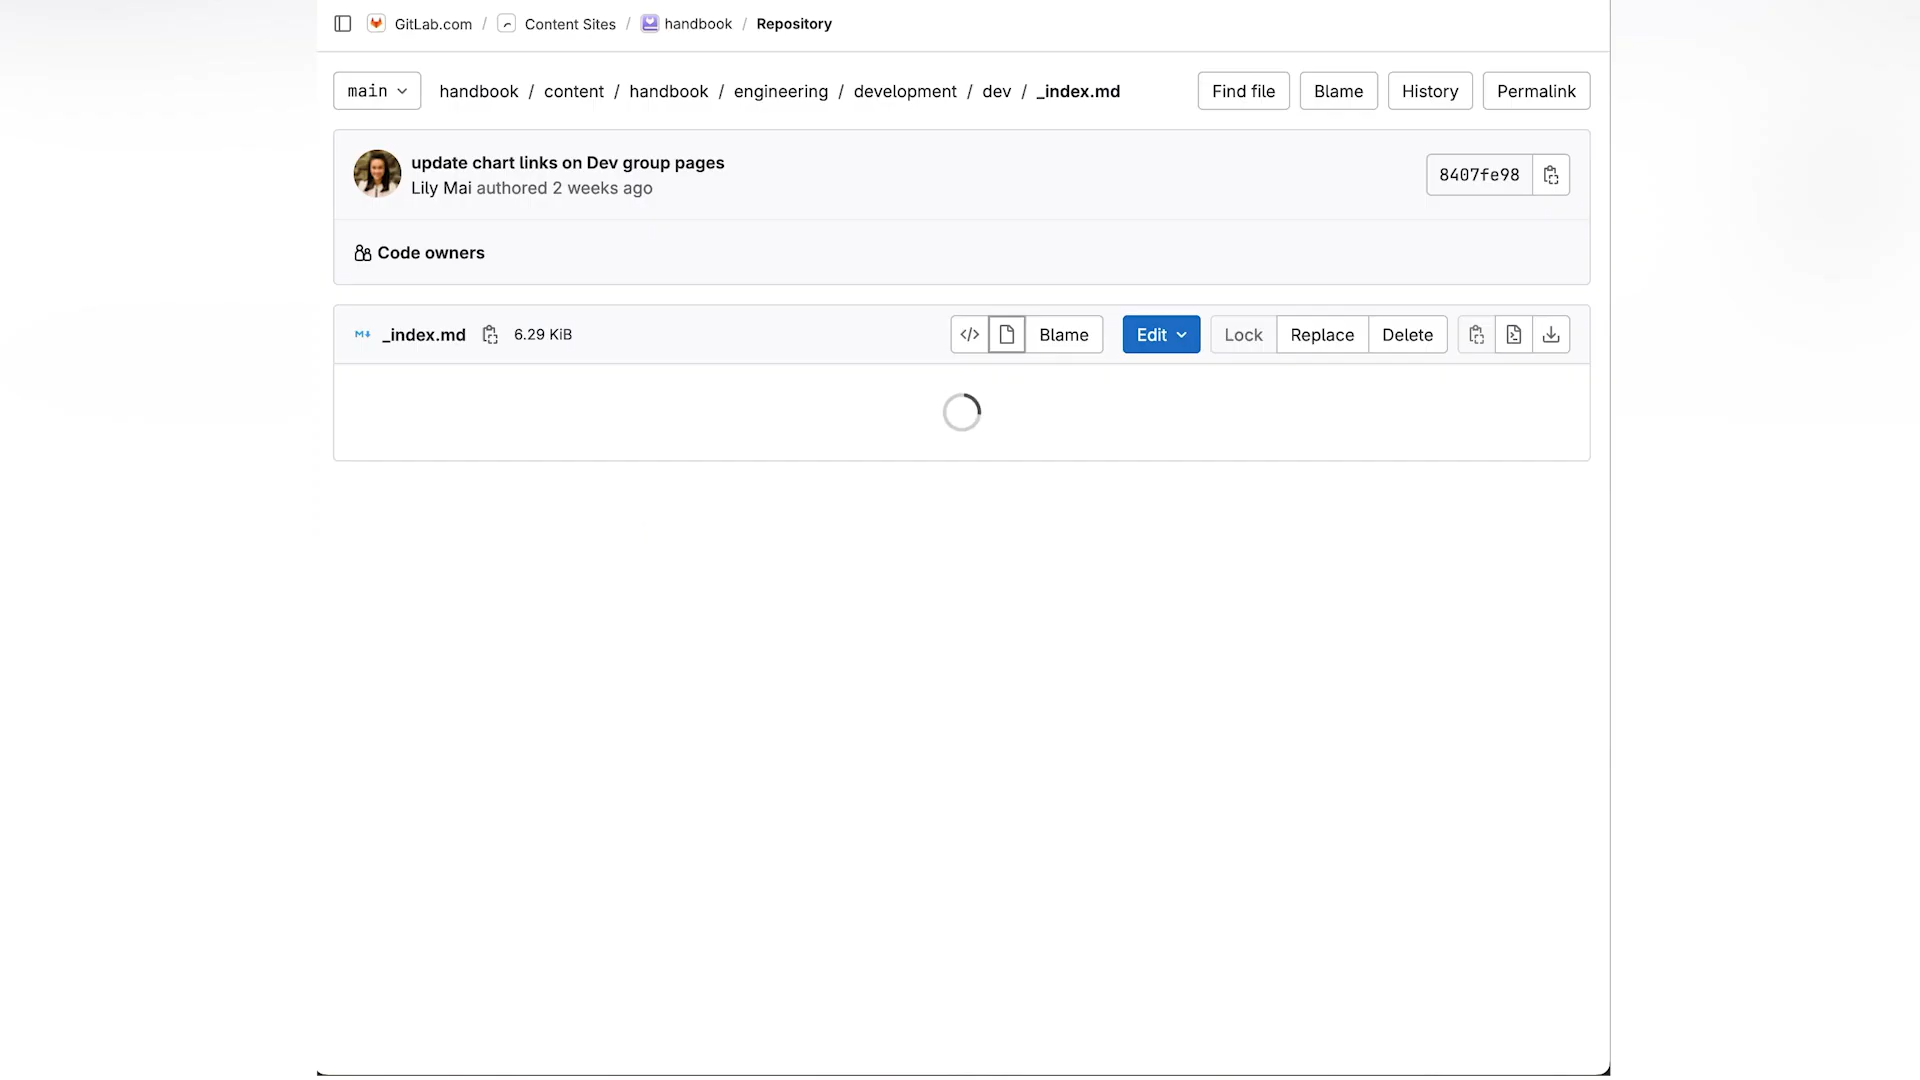 GitLab.com / Content Sites / handbook / Repository
main handbook / content / handbook / engineering / development / dev / _index.md Find file Blame History Permalink
update chart links on Dev group pages
Lily Mai authored 2 weeks ago
8407fe98
Code owners
_index.md 6.29 KiB Blame Edit Lock Replace Delete